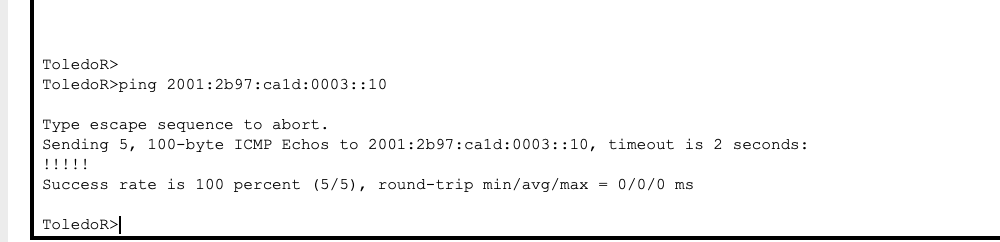 ToledoR>
ToledoR>ping 2001:2b97:ca1d:0003::10
Type escape sequence to abort.
Sending 5, 100-byte ICMP Echos to 2001:2b97:ca1d:0003::10, timeout is 2 seconds:
!!!!!
Success rate is 100 percent (5/5), round-trip min/avg/max = 0/0/0 ms
ToledoR>